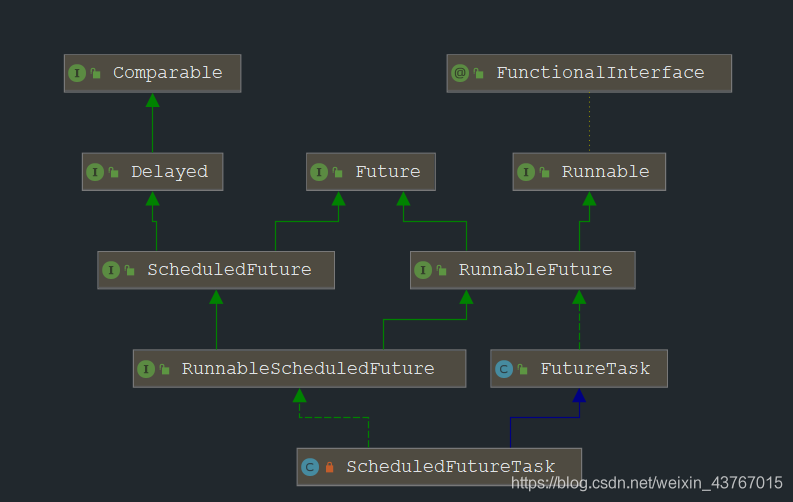 Comparable
FunctionalInterface
Delayed
Future
Runnable
ScheduledFuture
RunnableFuture
RunnableScheduledFuture
FutureTask
ScheduledFutureTask
https://blog.csdn.net/weixin_43767015